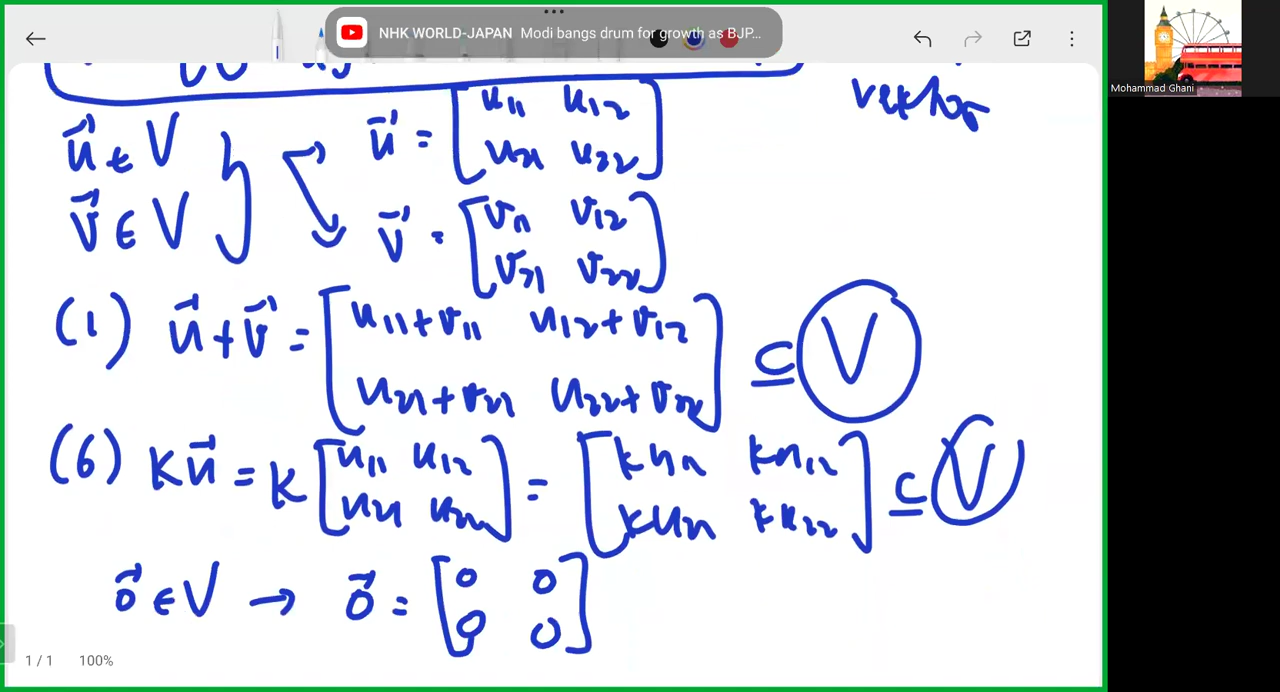 NHK WORLD-JAPAN Modi bangs drum for growth as BJP...
Mohammad Ghani
vektor
u⃗ ∈ V
v⃗ ∈ V
u⃗ = [u11 u12
u21 u22]
v⃗ = [v11 v12
v21 v22]
(1) u⃗ + v⃗ = [u11+v11 u12+v12
u21+v21 u22+v22] ⊆ V
(6) Ku⃗ = K [u11 u12
u21 u22] = [ku11 ku12
ku21 ku22] ⊆ V
o⃗ ∈ V → o⃗ = [0 0
0 0]
1 / 1 100%